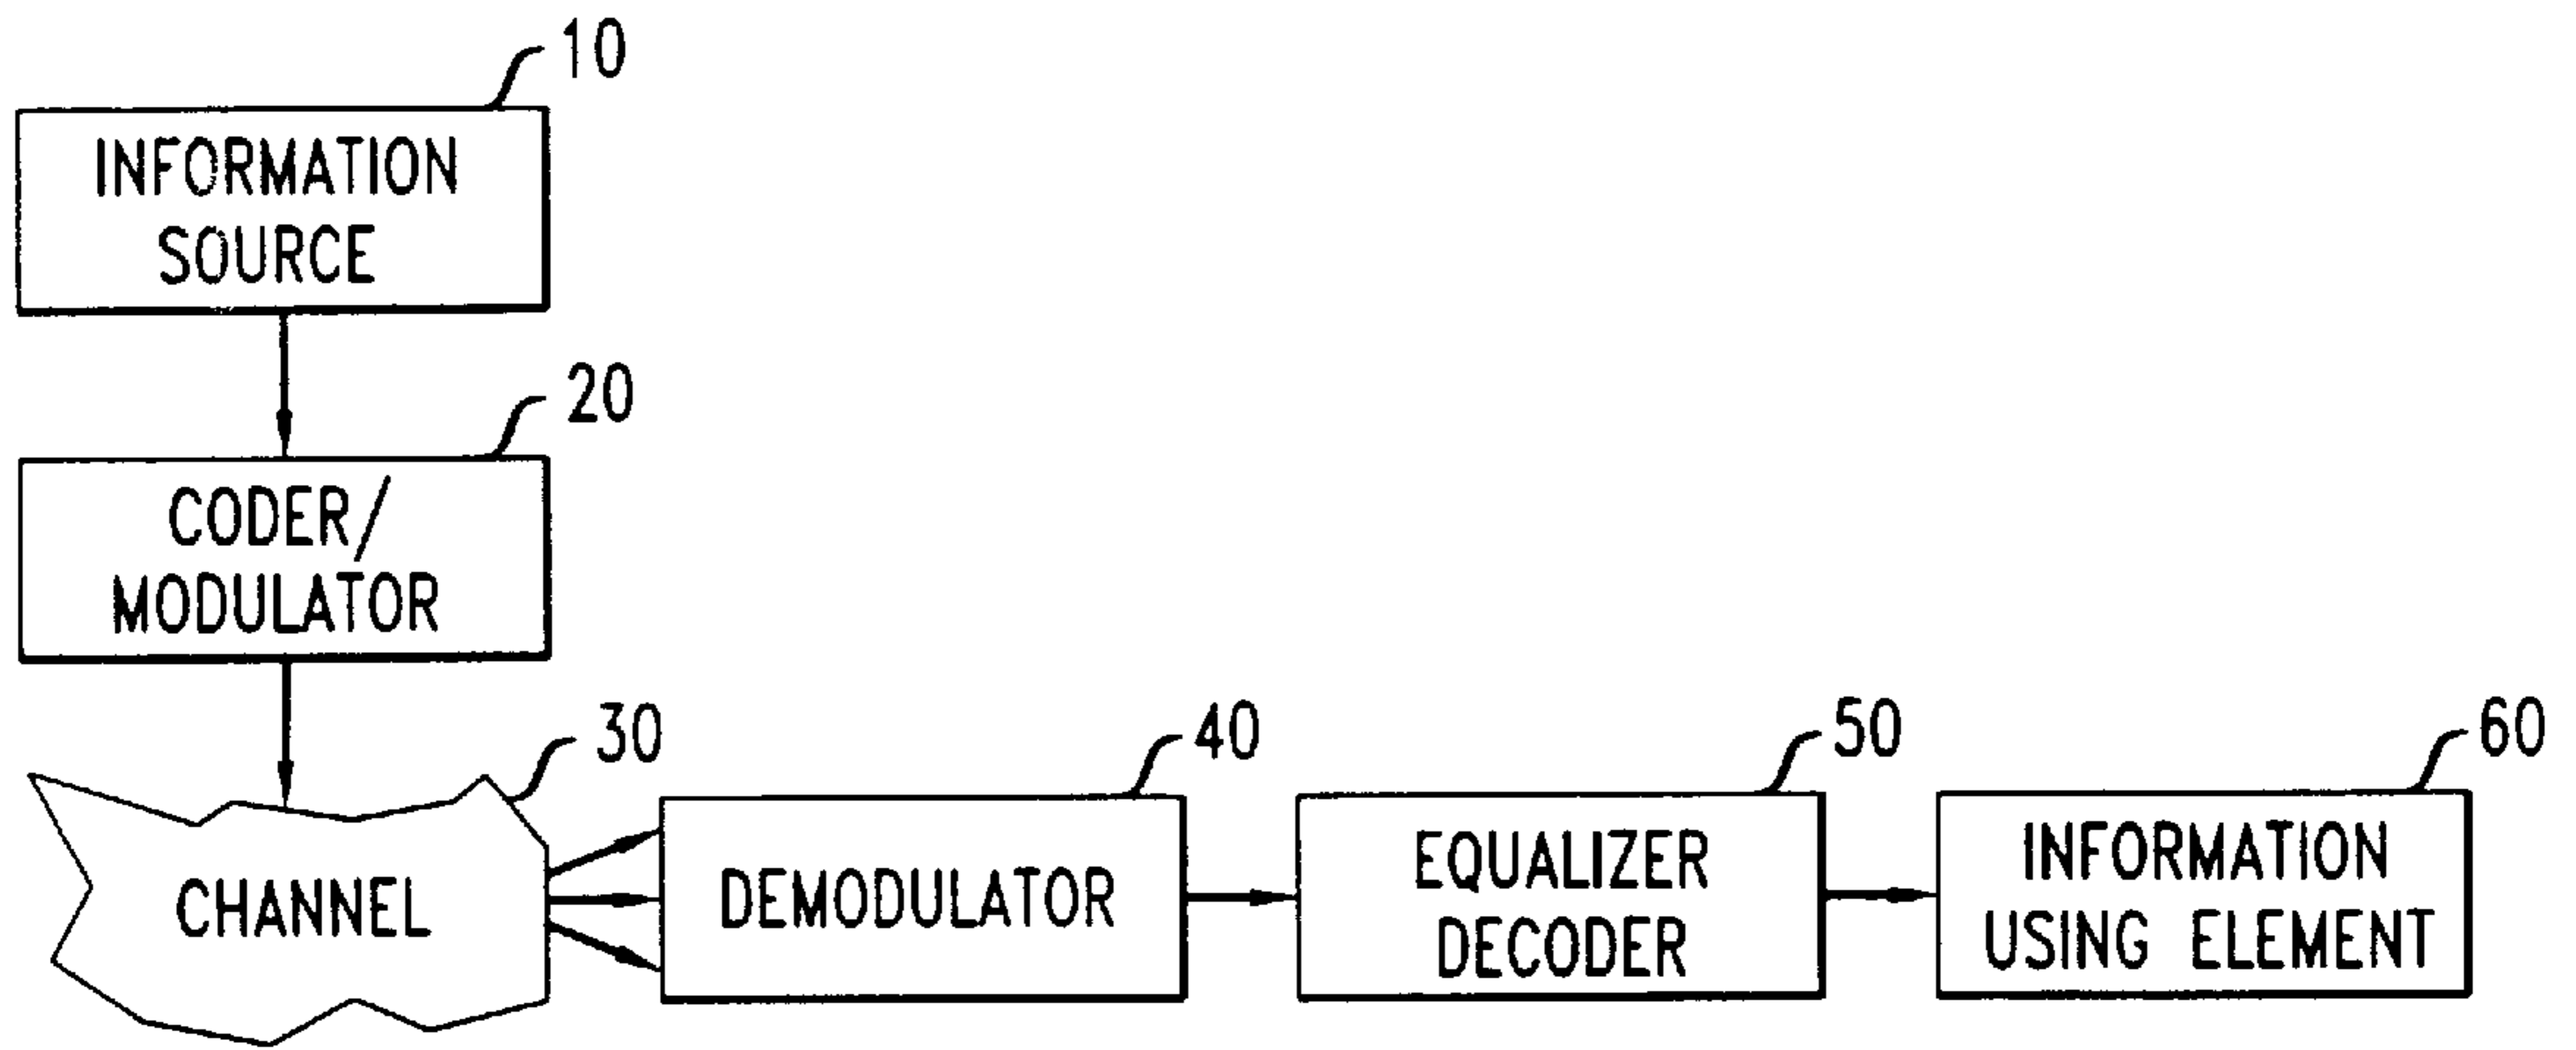 10
INFORMATION
SOURCE
20
CODER/
MODULATOR
30
CHANNEL
40
DEMODULATOR
50
EQUALIZER
DECODER
60
INFORMATION
USING ELEMENT